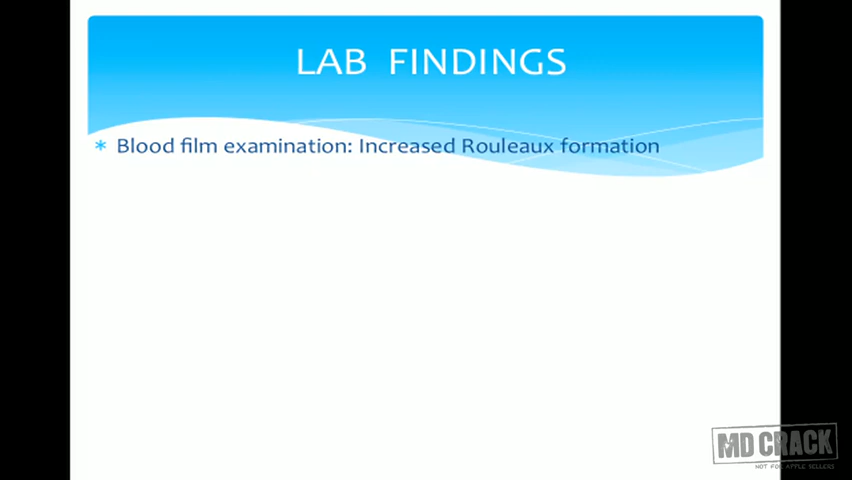 LAB FINDINGS
* Blood film examination: Increased Rouleaux formation
MD CRACK
NOT FOR APPLE SELLERS